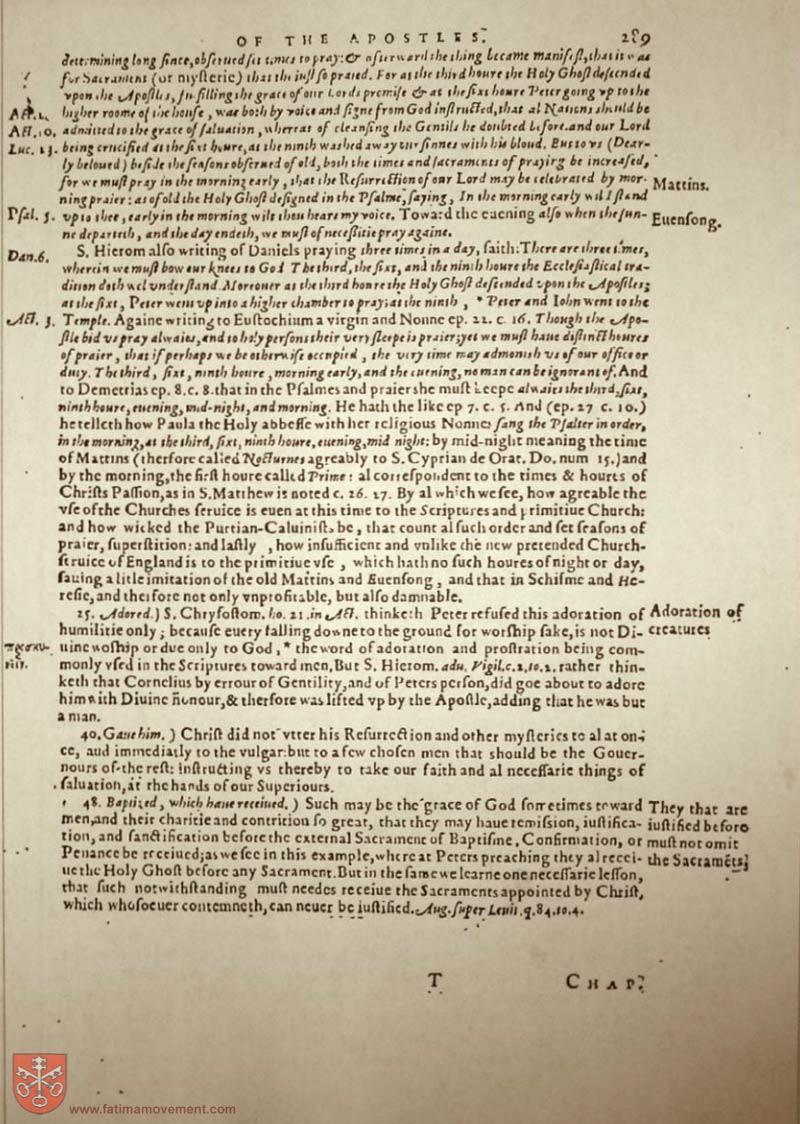 OF THE APOSTLES. 289
determining long ſince, obſerued ſit times to pray: & afterward the thing became manifeſt, that it was
for Sacrament (or myſterie) that the iuſt ſo praied. For at the third houre the Holy Ghoſt deſcended
vpon the Apoſtles, fulfilling the grace of our Lords promiſe & at the ſixt houre Peter going vp to the
Act. 2. higher roome of the houſe, was both by voice and ſigne from God inſtructed, that al Nations ſhould be
Act. 10. admitted to the grace of ſaluation, whereas of cleanſing the Gentils he doubted before. and our Lord
Luc. 23. being crucified at the ſixt houre, at the ninth waſhed away our ſinnes with his bloud. But to vs (Dear-
ly beloued) beſide the ſeaſons obſerued of old, both the times and ſacraments of praying be increaſed,
for we muſt pray in the morning early, that the Reſurrection of our Lord may be celebrated by mor- Mattins.
ning praier: as of old the Holy Ghoſt deſigned in the Pſalme, ſaying, In the morning early wil I ſtand
Pſal. 5. vp to thee, early in the morning wilt thou heare my voice. Toward the euening alſo when the ſun- Euenſong.
ne departeth, and the day endeth, we muſt of neceſſitie pray againe.
Dan. 6. S. Hierom alſo writing of Daniels praying three times in a day, ſaith: There are three times,
wherein we muſt bow our knees to God The third, the ſixt, and the ninth houre the Eccleſiaſtical tra-
dition doth wel vnderſtand. Moreouer at the third houre the Holy Ghoſt deſcended vpon the Apoſtles;
at the ſixt, Peter went vp into a higher chamber to pray; at the ninth, * Peter and Iohn went to the
Act. 3. Temple. Againe writing to Euſtochium a virgin and Nonne ep. 22. c. 16. Though the Apo-
ſtle bid vs pray alwaies, and to holy perſons their very ſleepe is praier; yet we muſt haue diſtinct houres
of praier, that if perhaps we be otherwiſe occupied, the very time may admoniſh vs of our office or
duty. The third, ſixt, ninth houre, morning early, and the euening, no man can be ignorant of. And
to Demetrias ep. 8. c. 8. that in the Pſalmes and praier she muſt keepe alwaies the third, ſixt,
ninth houre, euening, mid-night, and morning. He hath the like ep 7. c. 5. And (ep. 27 c. 10.)
he telleth how Paula the Holy abbeſſe with her religious Nonnes ſang the Pſalter in order,
in the morning, at the third, ſixt, ninth houre, euening, mid night: by mid-night meaning the time
of Mattins (therfore called Nocturnes agreably to S. Cyprian de Orat. Do. num 15.) and
by the morning, the firſt houre called Prime: al correſpondent to the times & houres of
Chriſts Paſſion, as in S. Matthew is noted c. 26. 27. By al which we ſee, how agreable the
vſe of the Churches ſeruice is euen at this time to the Scriptures and primitiue Church:
and how wicked the Purtian-Caluiniſts be, that count al ſuch order and ſet ſeaſons of
praier, ſuperſtition: and laſtly , how inſufficient and vnlike the new pretended Church-
ſeruice of England is to the primitiue vſe , which hath no ſuch houres of night or day,
ſauing a litle imitation of the old Mattins and Euenſong, and that in Schiſme and He-
reſie, and therfore not only vnprofitable, but alſo damnable.
25. Adored.) S. Chryſoſtom. ho. 21. in Act. thinketh Peter refuſed this adoration of Adoration of
humilitie only; becauſe euery falling downe to the ground for worſhip ſake, is not Di- creatures
προσκυ- uine worſhip or due only to God, * the word of adoration and proſtration being com-
monly vſed in the Scriptures toward men. But S. Hierom. adu. Vigil. c. 2. to. 2. rather thin-
keth that Cornelius by errour of Gentility, and of Peters perſon, did goe about to adore
him with Diuine honour, & therfore was lifted vp by the Apoſtle, adding that he was but
a man.
40. Gaue him.) Chriſt did not vtter his Reſurrection and other myſteries to al at on-
ce, and immediatly to the vulgar: but to a few choſen men that should be the Gouer-
nours of the reſt: inſtructing vs thereby to take our faith and al neceſſarie things of
ſaluation, at the hands of our Superiours.
48. Baptized, which haue receiued.) Such may be the grace of God ſometimes toward They that are
men, and their charitie and contrition ſo great, that they may haue remiſſion, iuſtifica- iuſtified before
tion, and ſanctification before the external Sacrament of Baptiſme, Confirmation, or muſt not omit
Penance be receiued; as we ſee in this example, where at Peters preaching they al recei- the Sacramẽts;
ue the Holy Ghoſt before any Sacrament. But in the ſame we learne one neceſſarie leſſon,
that ſuch notwithſtanding muſt needes receiue the Sacraments appointed by Chriſt,
which whoſoeuer contemneth, can neuer be iuſtified. Aug. ſuper Leuit. q. 84. to. 4.
T CHAP.
www.fatimamovement.com